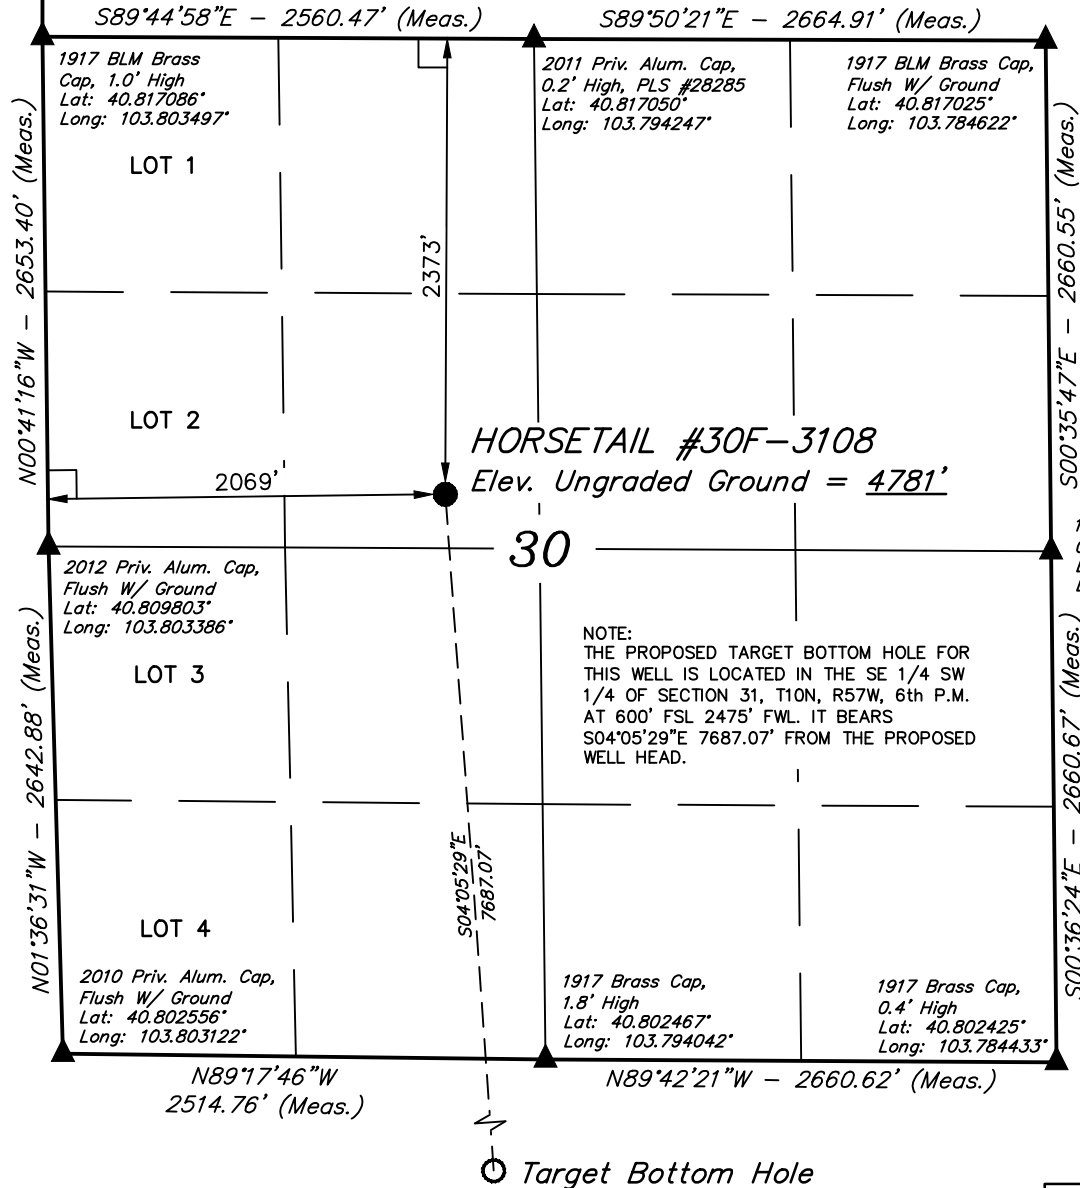 S89°44'58"E - 2560.47' (Meas.)
S89°50'21"E - 2664.91' (Meas.)
1917 BLM Brass
Cap, 1.0' High
Lat: 40.817086°
Long: 103.803497°
2011 Priv. Alum. Cap,
0.2' High, PLS #28285
Lat: 40.817050°
Long: 103.794247°
1917 BLM Brass Cap,
Flush W/ Ground
Lat: 40.817025°
Long: 103.784622°
LOT 1
N00°41'16"W - 2653.40' (Meas.)
2373'
S00°35'47"E - 2660.55' (Meas.)
LOT 2
HORSETAIL #30F-3108
Elev. Ungraded Ground = 4781'
2069'
30
2012 Priv. Alum. Cap,
Flush W/ Ground
Lat: 40.809803°
Long: 103.803386°
LOT 3
NOTE:
THE PROPOSED TARGET BOTTOM HOLE FOR
THIS WELL IS LOCATED IN THE SE 1/4 SW
1/4 OF SECTION 31, T10N, R57W, 6th P.M.
AT 600' FSL 2475' FWL. IT BEARS
S04°05'29"E 7687.07' FROM THE PROPOSED
WELL HEAD.
N01°36'31"W - 2642.88' (Meas.)
S04°05'29"E
7687.07'
S00°36'24"E - 2660.67' (Meas.)
LOT 4
2010 Priv. Alum. Cap,
Flush W/ Ground
Lat: 40.802556°
Long: 103.803122°
1917 Brass Cap,
1.8' High
Lat: 40.802467°
Long: 103.794042°
1917 Brass Cap,
0.4' High
Lat: 40.802425°
Long: 103.784433°
N89°17'46"W
2514.76' (Meas.)
N89°42'21"W - 2660.62' (Meas.)
Target Bottom Hole